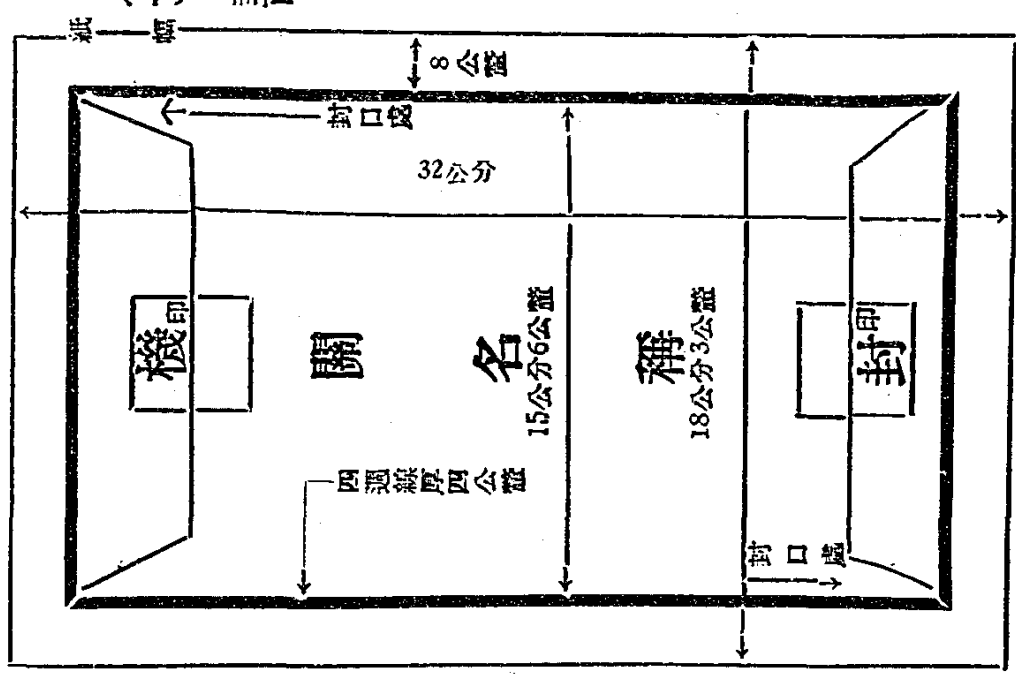 紙幅
8公釐
封口處
32公分
機關名稱封
印
印
15公分6公釐
18公分3公釐
四週線厚四公釐
封口處